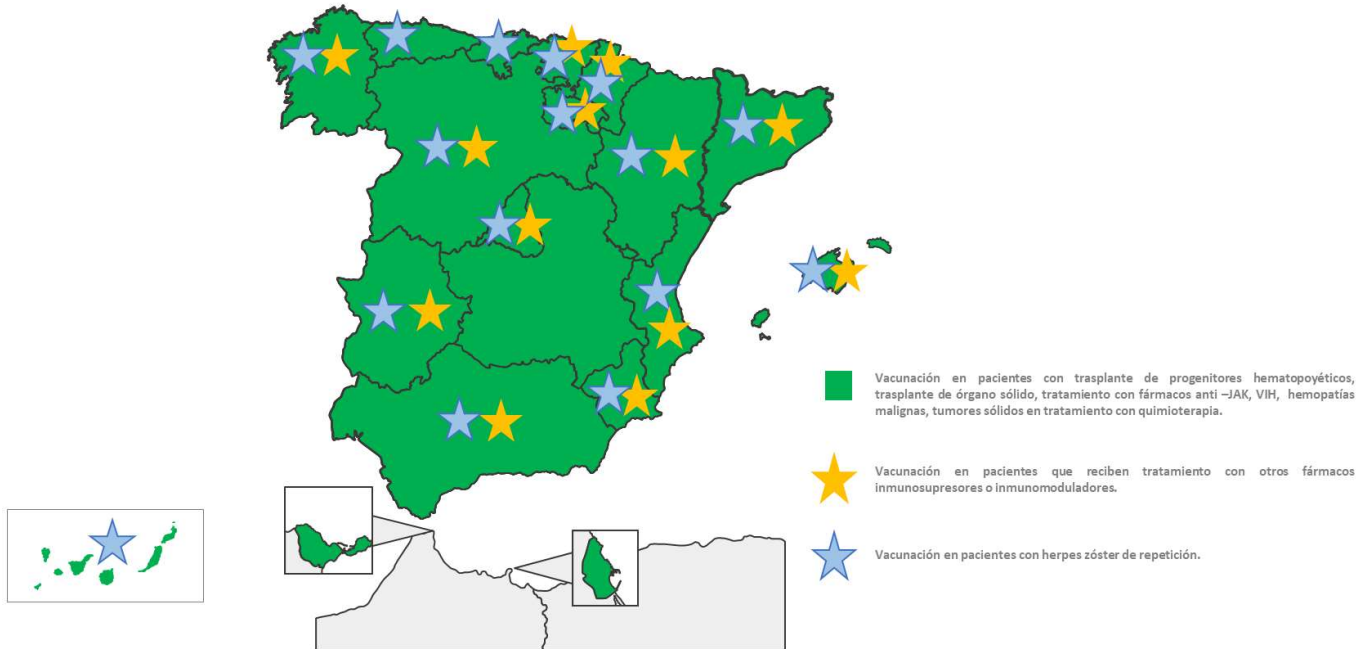 Vacunación en pacientes con trasplante de progenitores hematopoyéticos,
trasplante de órgano sólido, tratamiento con fármacos anti –JAK, VIH, hemopatías
malignas, tumores sólidos en tratamiento con quimioterapia.
Vacunación en pacientes que reciben tratamiento con otros fármacos
inmunosupresores o inmunomoduladores.
Vacunación en pacientes con herpes zóster de repetición.